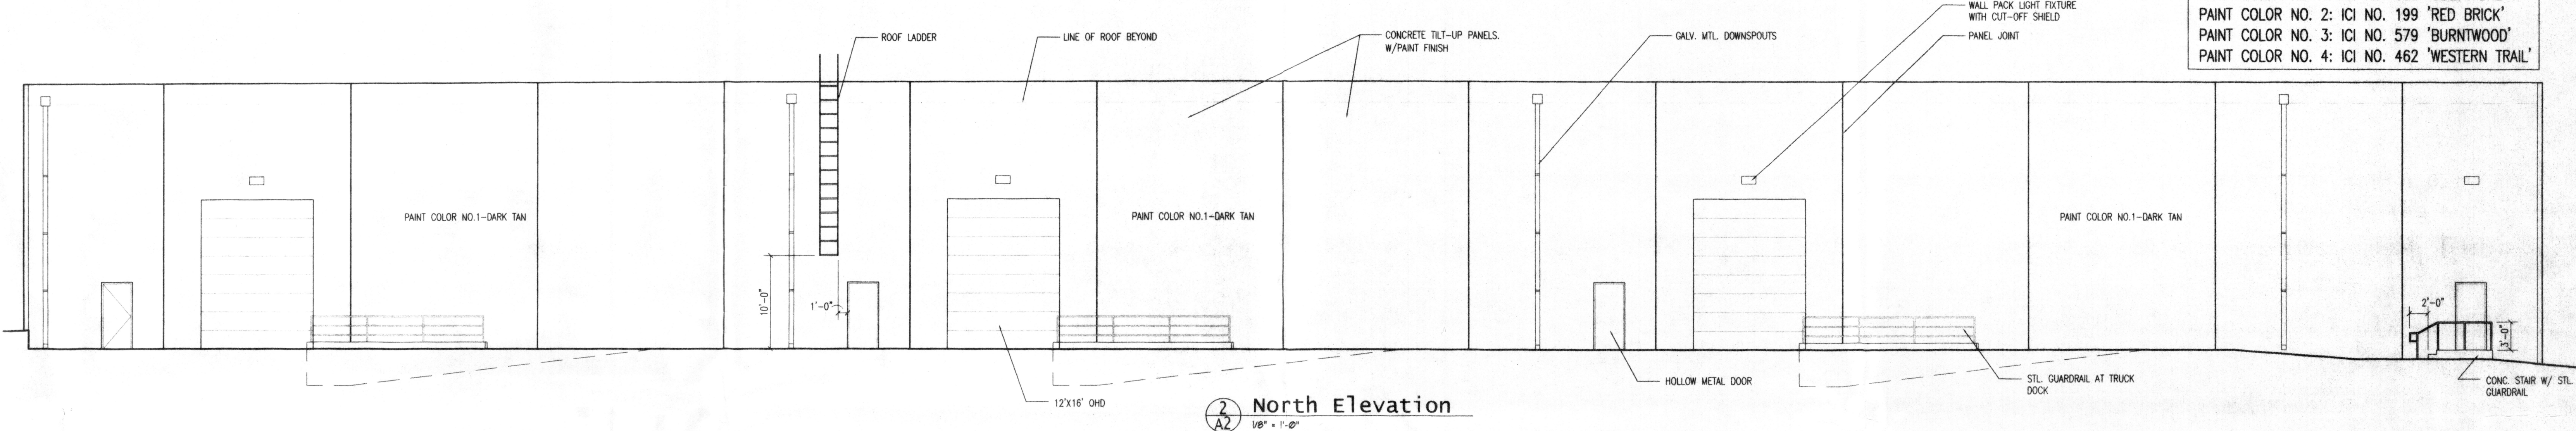 WALL PACK LIGHT FIXTURE
WITH CUT-OFF SHIELD
PAINT COLOR NO. 2: ICI NO. 199 'RED BRICK'
PAINT COLOR NO. 3: ICI NO. 579 'BURNTWOOD'
PAINT COLOR NO. 4: ICI NO. 462 'WESTERN TRAIL'
ROOF LADDER
LINE OF ROOF BEYOND
CONCRETE TILT-UP PANELS.
W/PAINT FINISH
GALV. MTL. DOWNSPOUTS
PANEL JOINT
PAINT COLOR NO.1-DARK TAN
PAINT COLOR NO.1-DARK TAN
PAINT COLOR NO.1-DARK TAN
10'-0"
1'-0"
2'-0"
3'-0"
12'X16' OHD
HOLLOW METAL DOOR
STL. GUARDRAIL AT TRUCK
DOCK
CONC. STAIR W/ STL.
GUARDRAIL
2
A2
North Elevation
1/8" = 1'-0"